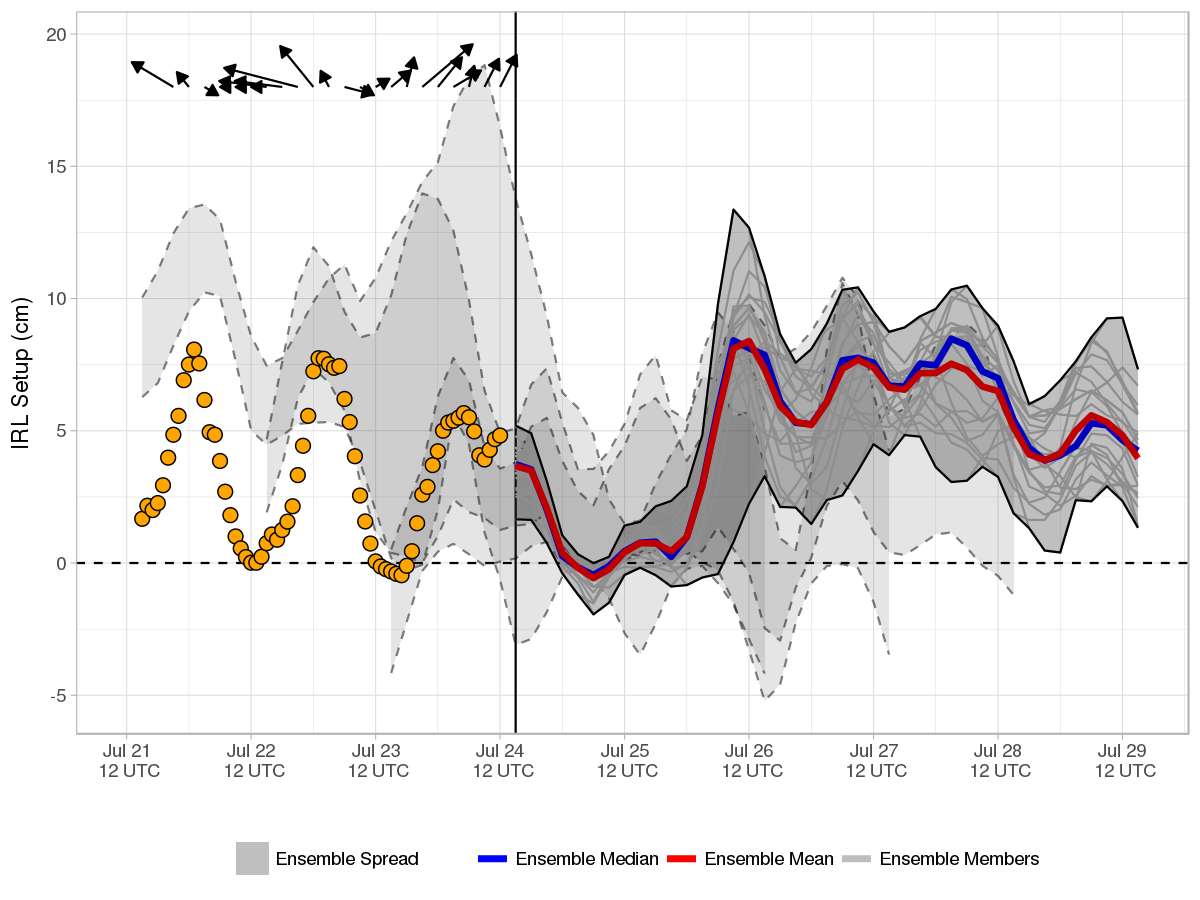 IRL Setup (cm)
20
15
10
5
0
-5
Jul 21 Jul 22 Jul 23 Jul 24 Jul 25 Jul 26 Jul 27 Jul 28 Jul 29
12 UTC 12 UTC 12 UTC 12 UTC 12 UTC 12 UTC 12 UTC 12 UTC 12 UTC
Ensemble Spread Ensemble Median Ensemble Mean Ensemble Members